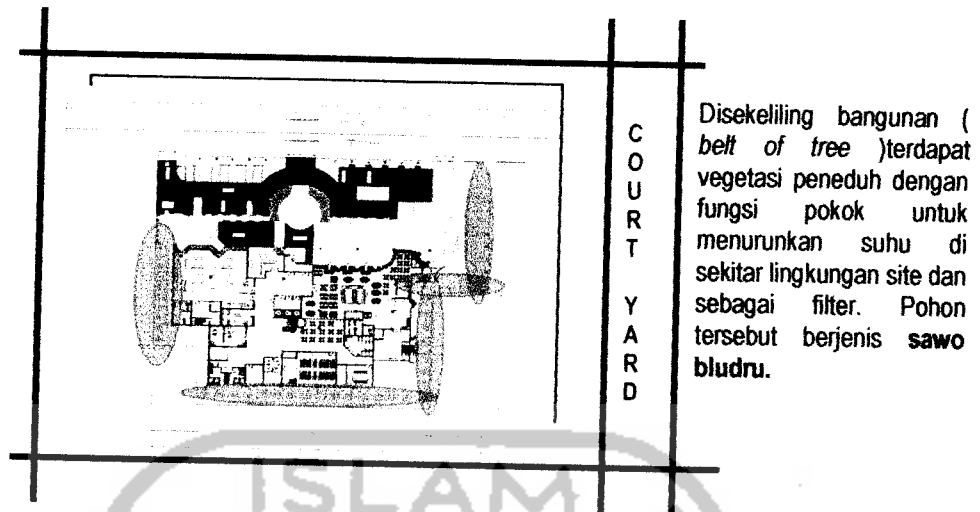 C
O
U
R
T
Y
A
R
D
Disekeliling bangunan (
belt of tree )terdapat
vegetasi peneduh dengan
fungsi pokok untuk
menurunkan suhu di
sekitar lingkungan site dan
sebagai filter. Pohon
tersebut berjenis sawo
bludru.
ISLAM